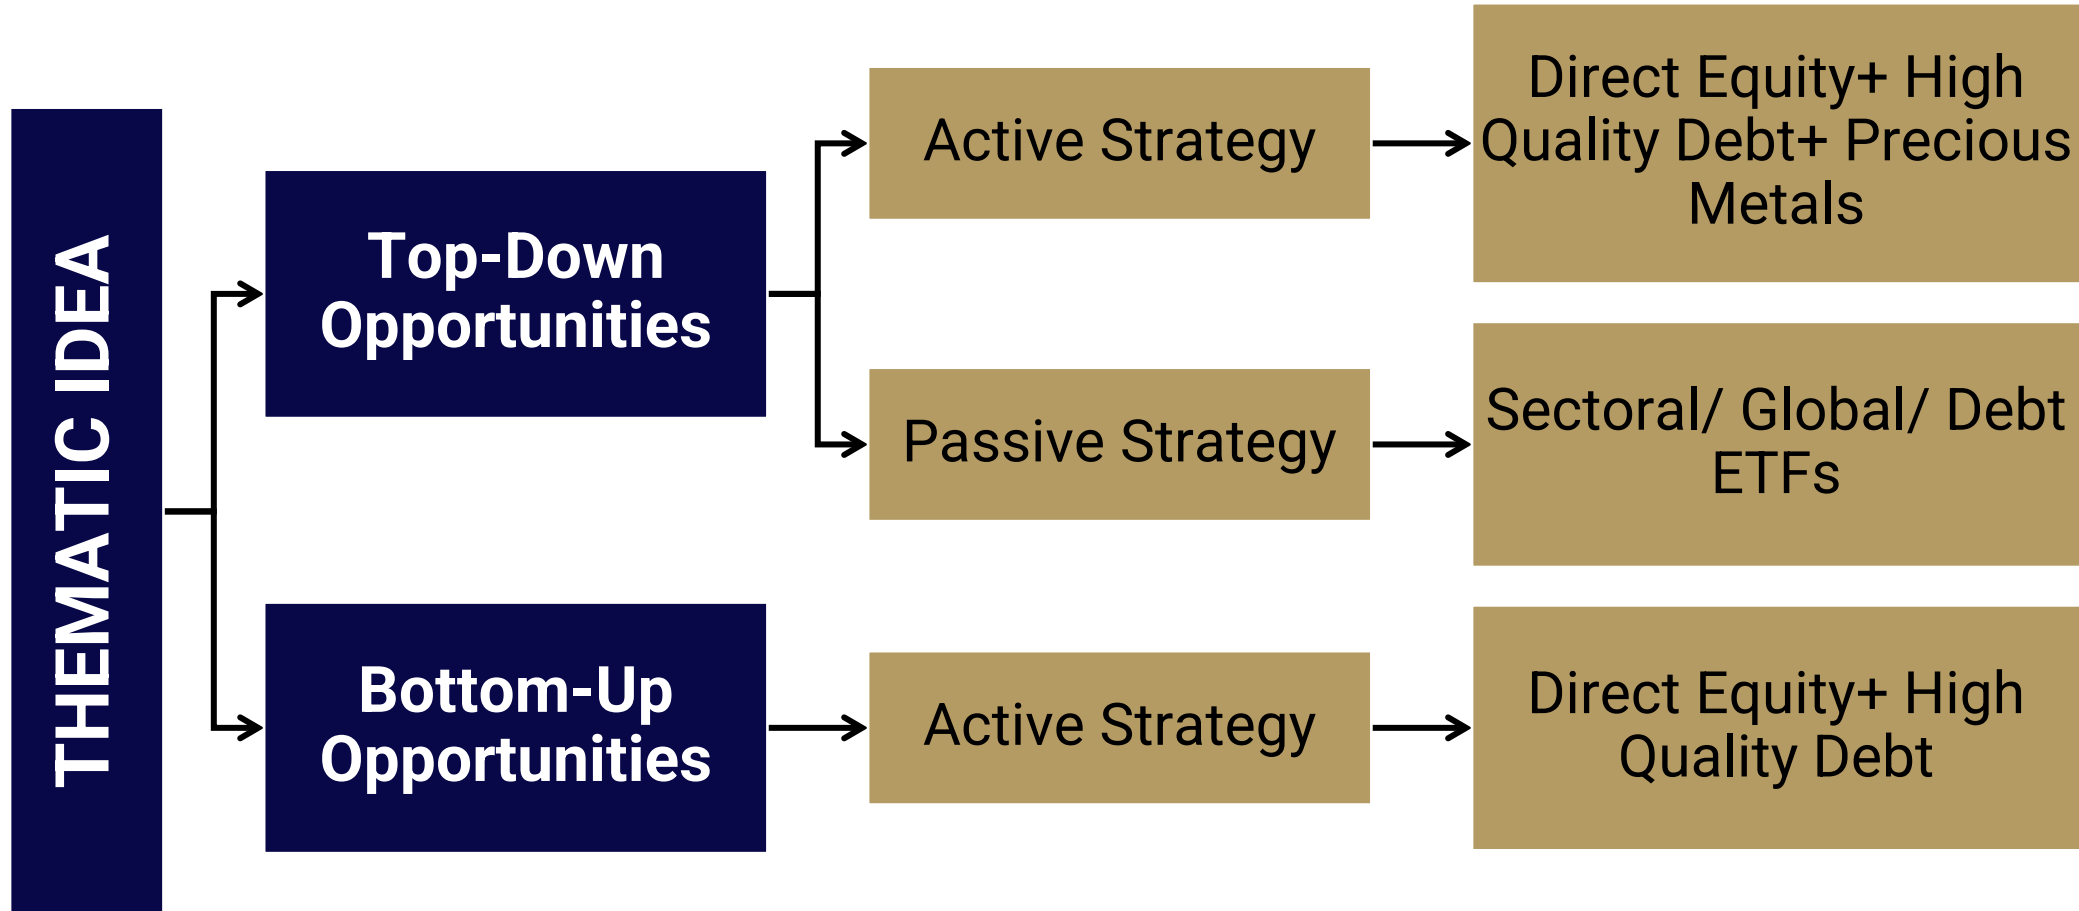 THEMATIC IDEA
Top-Down
Opportunities
Active Strategy
Direct Equity+ High
Quality Debt+ Precious
Metals
Passive Strategy
Sectoral/ Global/ Debt
ETFs
Bottom-Up
Opportunities
Active Strategy
Direct Equity+ High
Quality Debt